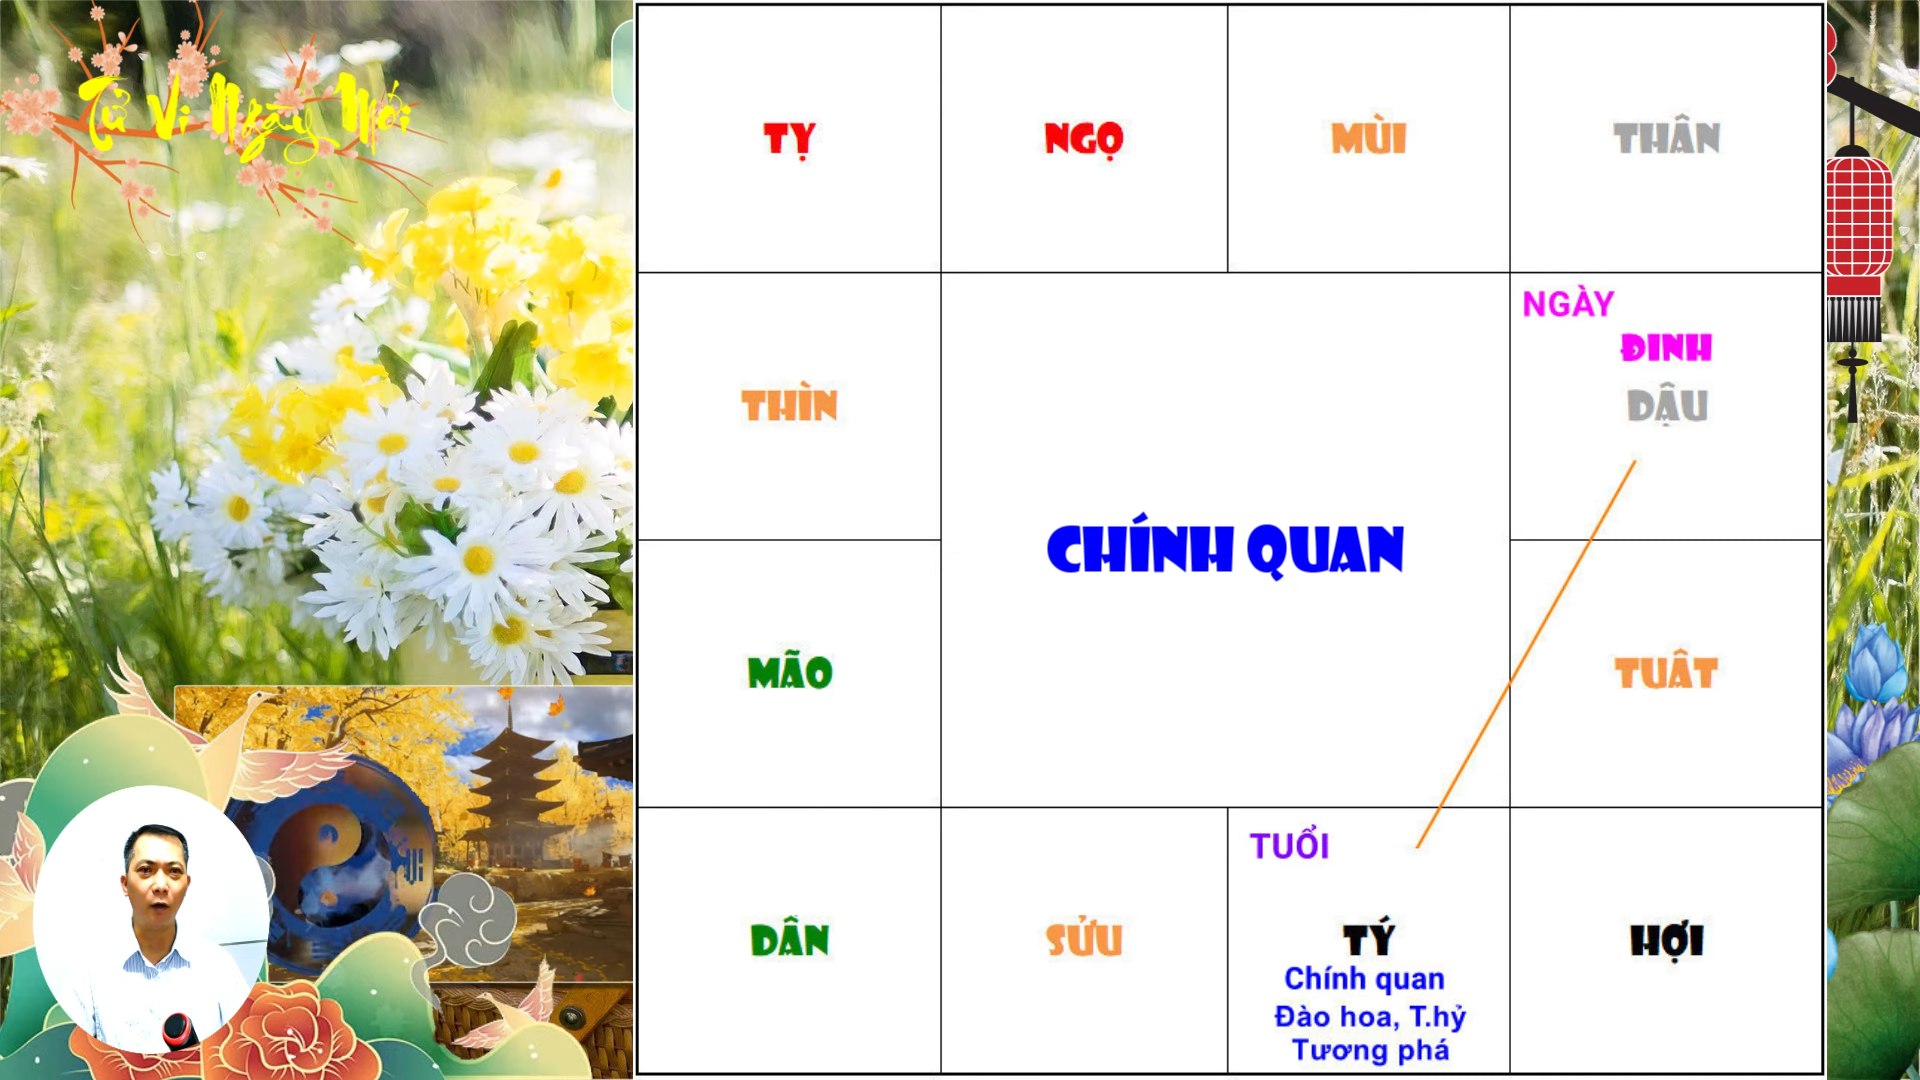 Tử Vi Ngày Mới
TỴ
NGỌ
MÙI
THÂN
THÌN
NGÀY
ĐINH
DẬU
CHÍNH QUAN
MÃO
TUẤT
DẦN
SỬU
TUỔI
TÝ
Chính quan
Đào hoa, T.hỷ
Tương phá
HỢI